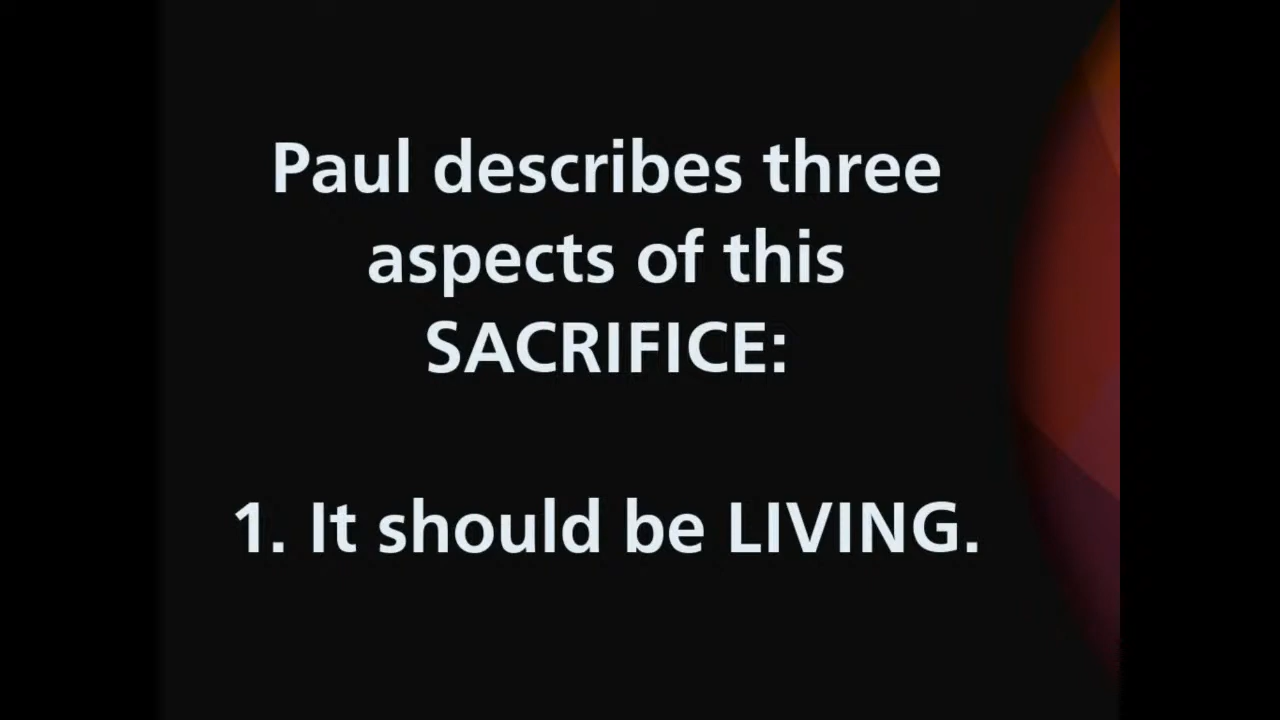 Paul describes three
aspects of this
SACRIFICE:
1. It should be LIVING.